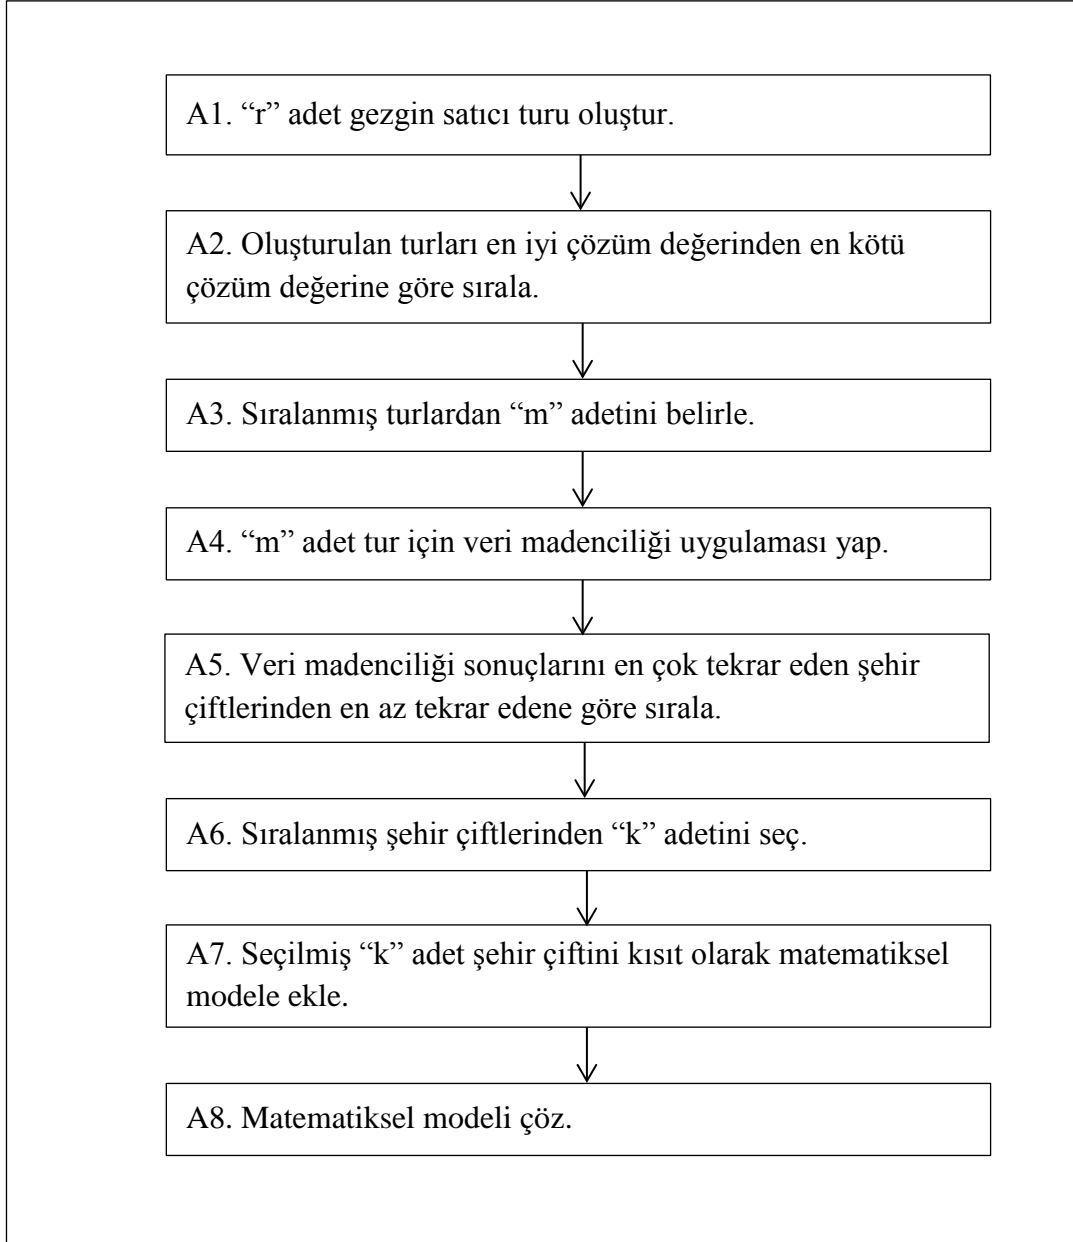 A1. “r” adet gezgin satıcı turu oluştur.
A2. Oluşturulan turları en iyi çözüm değerinden en kötü
çözüm değerine göre sırala.
A3. Sıralanmış turlardan “m” adetini belirle.
A4. “m” adet tur için veri madenciliği uygulaması yap.
A5. Veri madenciliği sonuçlarını en çok tekrar eden şehir
çiftlerinden en az tekrar edene göre sırala.
A6. Sıralanmış şehir çiftlerinden “k” adetini seç.
A7. Seçilmiş “k” adet şehir çiftini kısıt olarak matematiksel
modele ekle.
A8. Matematiksel modeli çöz.